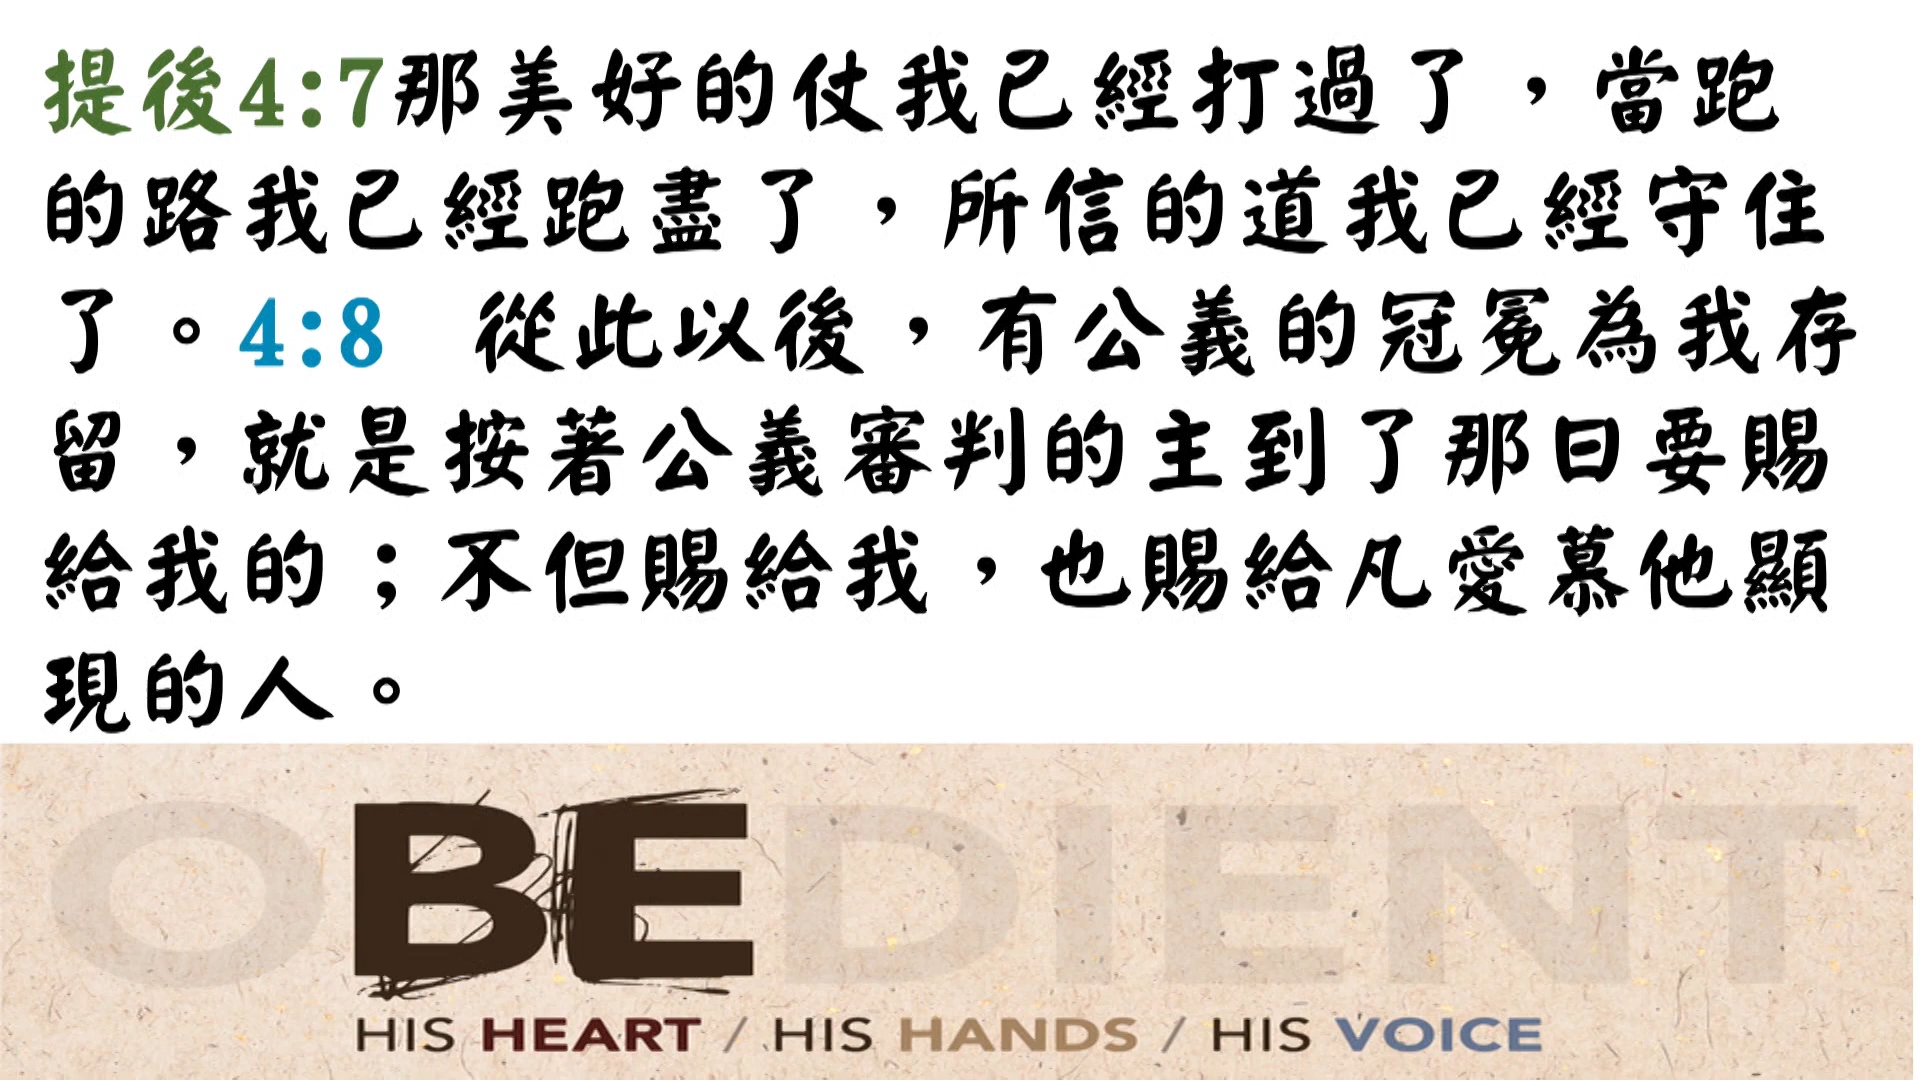 提後4:7那美好的仗我已經打過了，當跑
的路我已經跑盡了，所信的道我已經守住
了。4:8 從此以後，有公義的冠冕為我存
留，就是按著公義審判的主到了那日要賜
給我的；不但賜給我，也賜給凡愛慕他顯
現的人。
OBEDIENT
HIS HEART / HIS HANDS / HIS VOICE